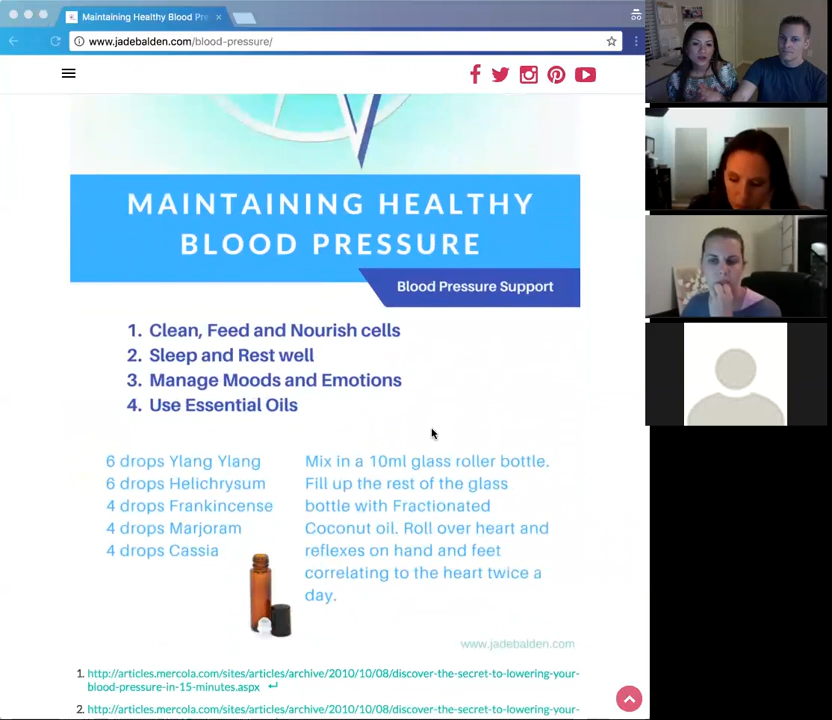 Maintaining Healthy Blood Pre
www.jadebalden.com/blood-pressure/
MAINTAINING HEALTHY
BLOOD PRESSURE
Blood Pressure Support
1. Clean, Feed and Nourish cells
2. Sleep and Rest well
3. Manage Moods and Emotions
4. Use Essential Oils
6 drops Ylang Ylang
6 drops Helichrysum
4 drops Frankincense
4 drops Marjoram
4 drops Cassia
Mix in a 10ml glass roller bottle.
Fill up the rest of the glass
bottle with Fractionated
Coconut oil. Roll over heart and
reflexes on hand and feet
correlating to the heart twice a
day.
www.jadebalden.com
1. http://articles.mercola.com/sites/articles/archive/2010/10/08/discover-the-secret-to-lowering-your-
blood-pressure-in-15-minutes.aspx ↵
2. http://articles.mercola.com/sites/articles/archive/2010/10/08/discover-the-secret-to-lowering-your-